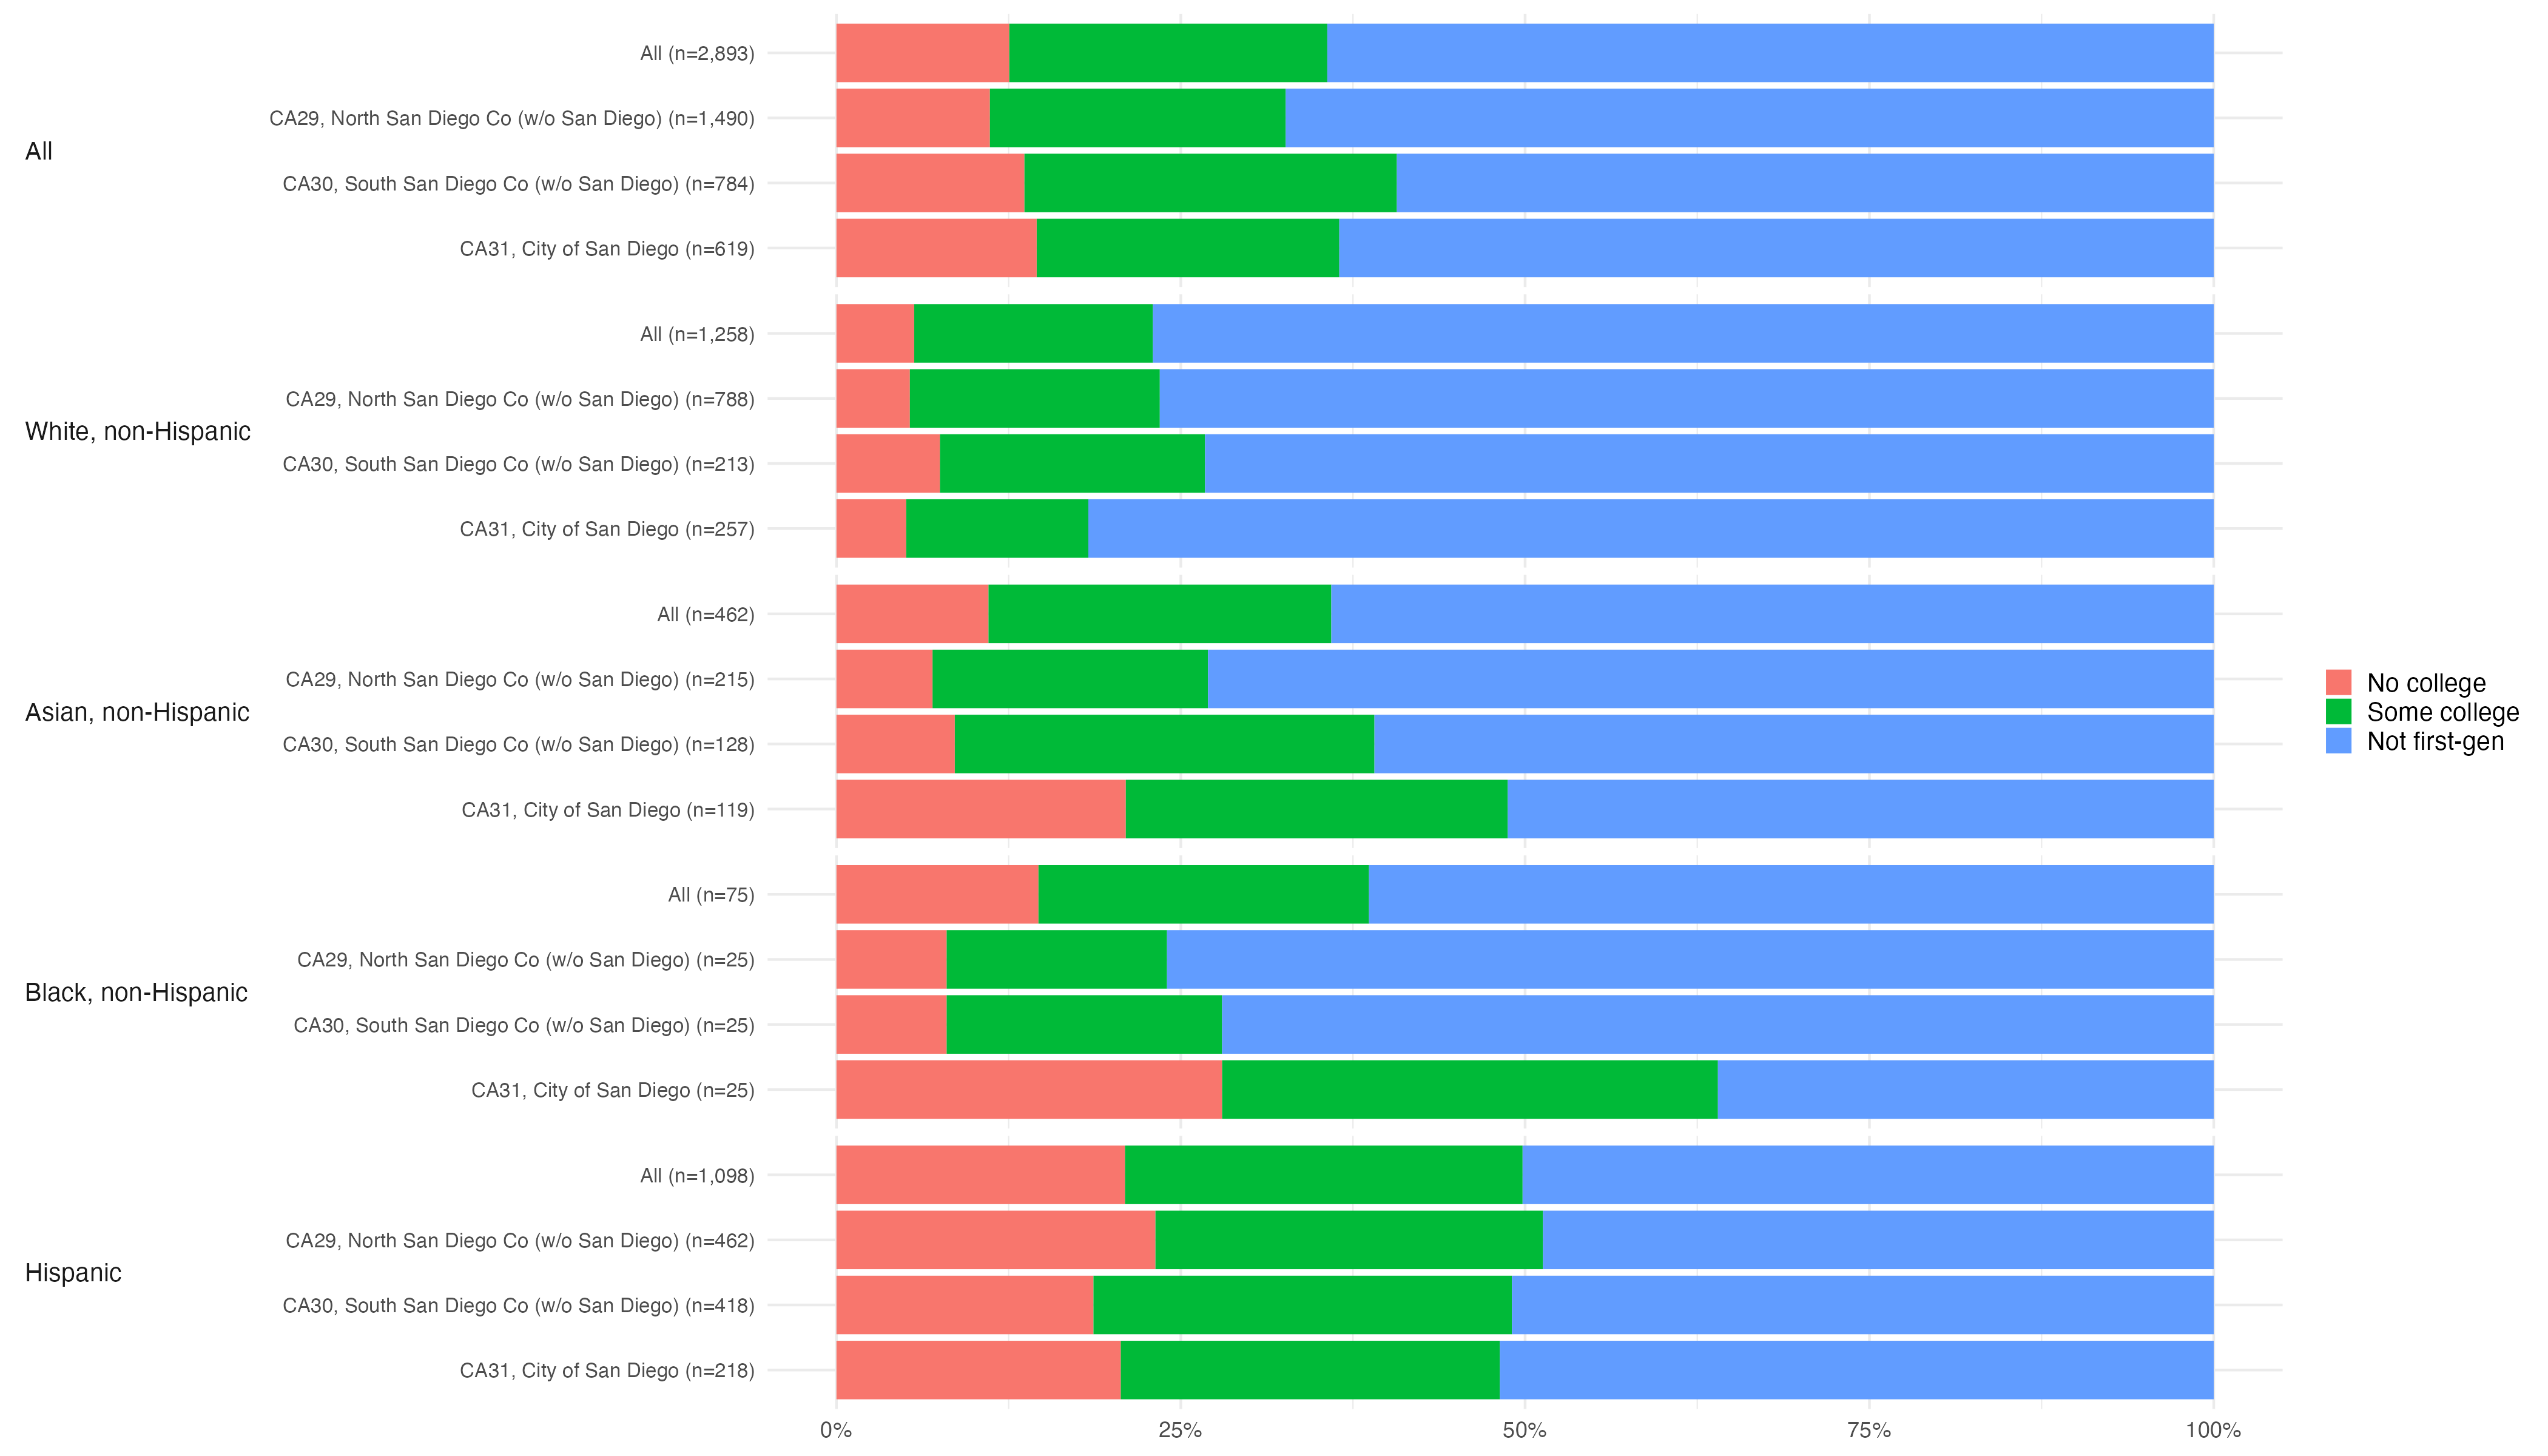 All
All (n=2,893)
CA29, North San Diego Co (w/o San Diego) (n=1,490)
CA30, South San Diego Co (w/o San Diego) (n=784)
CA31, City of San Diego (n=619)
White, non-Hispanic
All (n=1,258)
CA29, North San Diego Co (w/o San Diego) (n=788)
CA30, South San Diego Co (w/o San Diego) (n=213)
CA31, City of San Diego (n=257)
Asian, non-Hispanic
All (n=462)
CA29, North San Diego Co (w/o San Diego) (n=215)
CA30, South San Diego Co (w/o San Diego) (n=128)
CA31, City of San Diego (n=119)
Black, non-Hispanic
All (n=75)
CA29, North San Diego Co (w/o San Diego) (n=25)
CA30, South San Diego Co (w/o San Diego) (n=25)
CA31, City of San Diego (n=25)
Hispanic
All (n=1,098)
CA29, North San Diego Co (w/o San Diego) (n=462)
CA30, South San Diego Co (w/o San Diego) (n=418)
CA31, City of San Diego (n=218)
0% 25% 50% 75% 100%
No college
Some college
Not first-gen